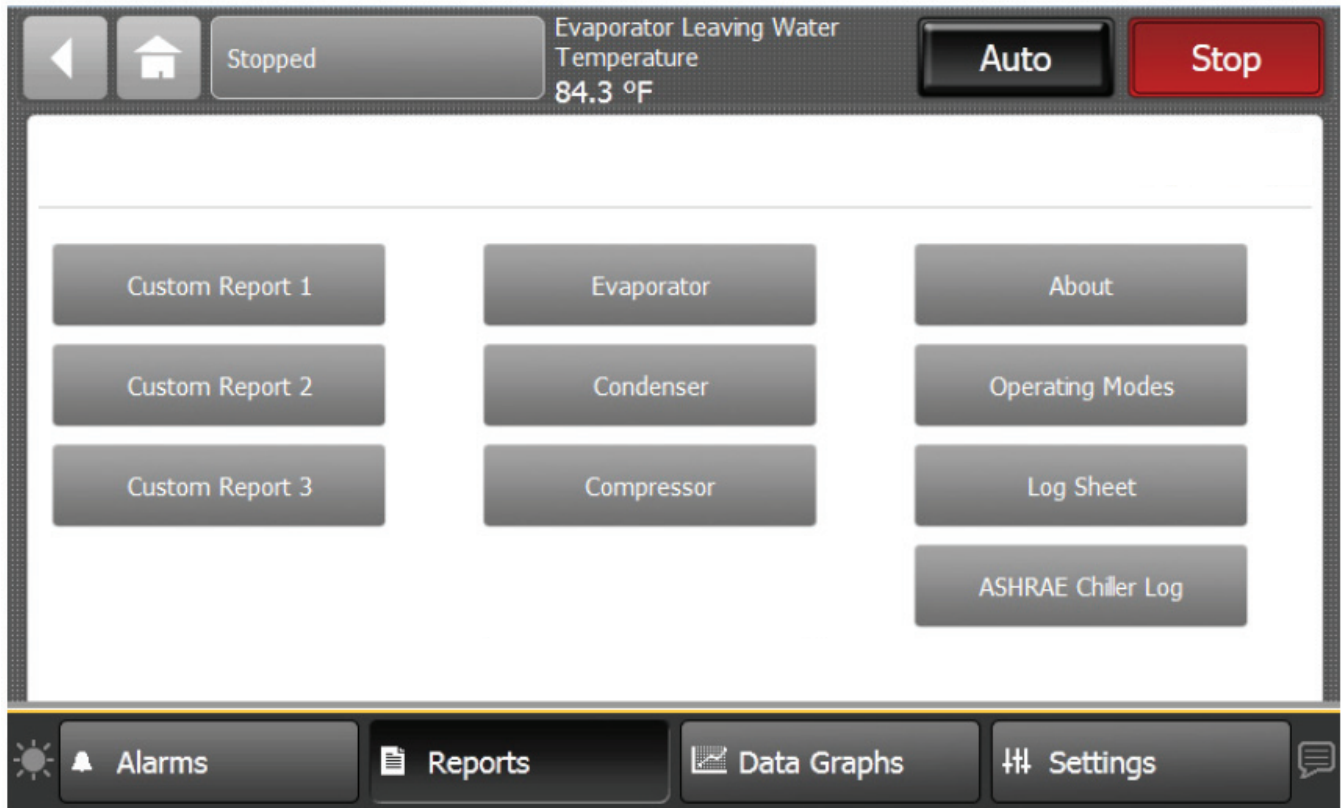 Stopped
Evaporator Leaving Water
Temperature
84.3 ºF
Auto
Stop
Custom Report 1
Evaporator
About
Custom Report 2
Condenser
Operating Modes
Custom Report 3
Compressor
Log Sheet
ASHRAE Chiller Log
Alarms
Reports
Data Graphs
Settings